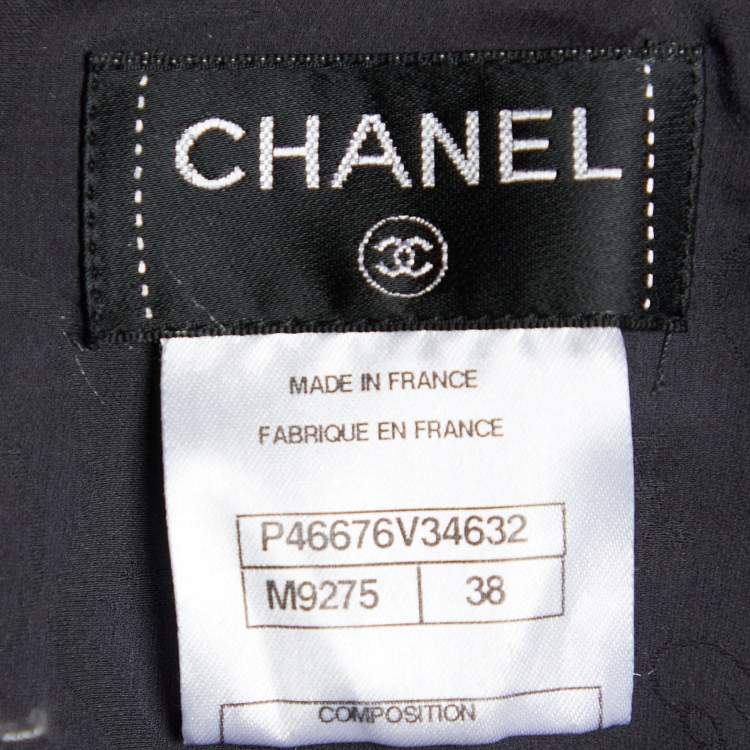 CHANEL
MADE IN FRANCE
FABRIQUE EN FRANCE
P46676V34632
M9275 38
COMPOSITION